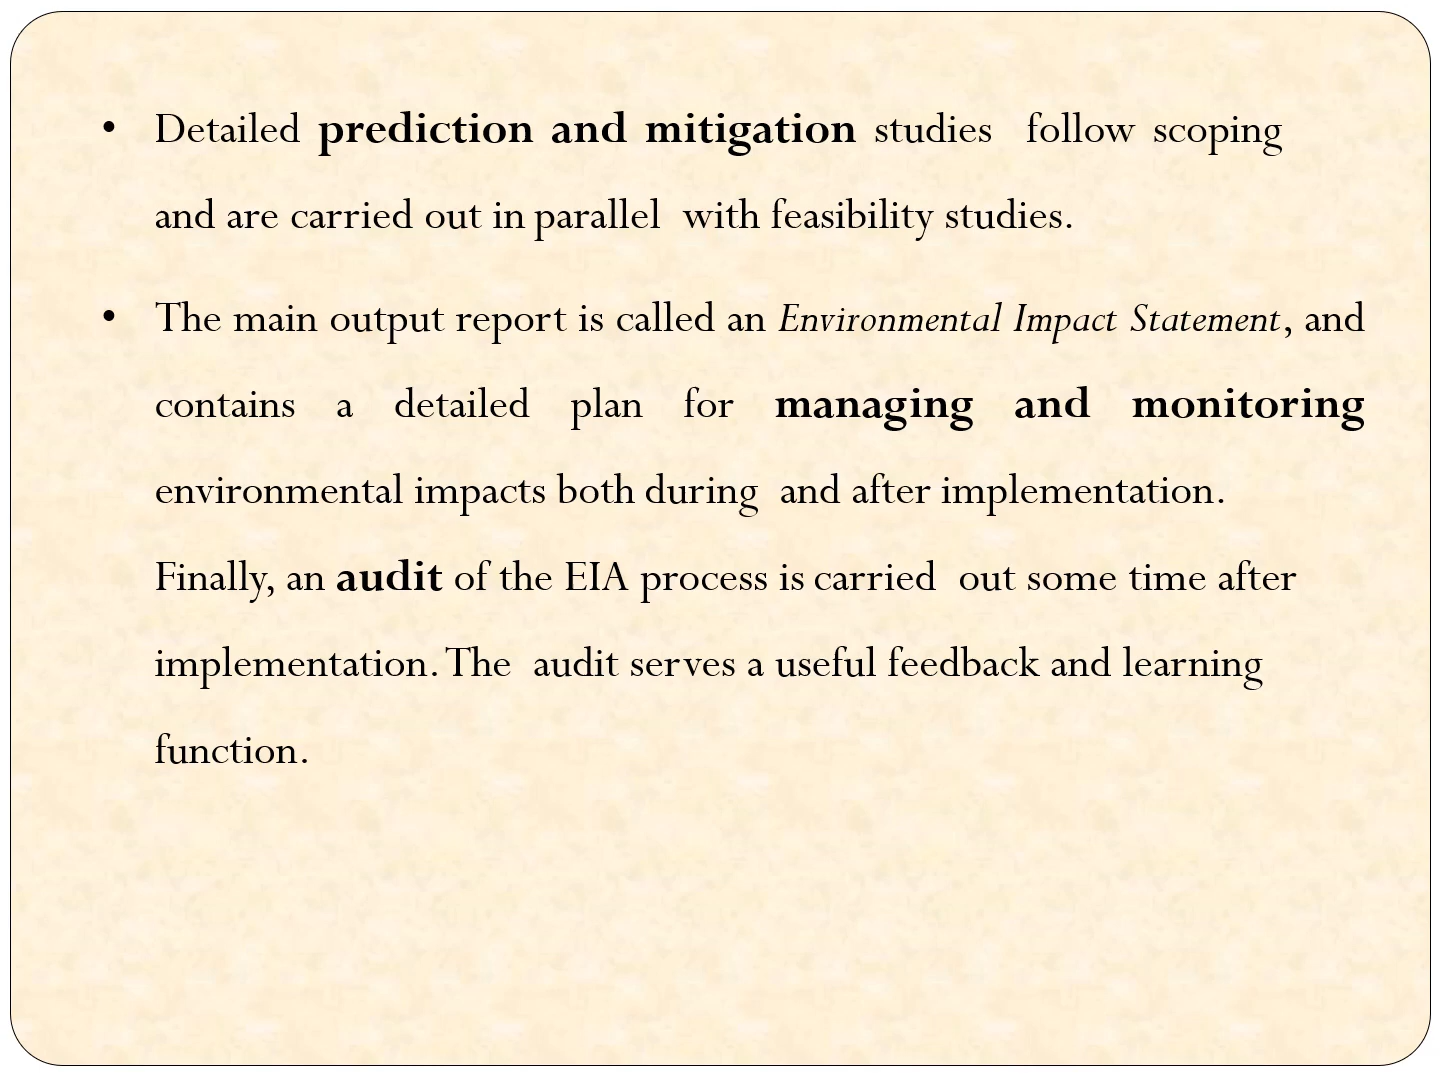 • Detailed prediction and mitigation studies follow scoping
and are carried out in parallel with feasibility studies.
• The main output report is called an Environmental Impact Statement, and
contains a detailed plan for managing and monitoring
environmental impacts both during and after implementation.
Finally, an audit of the EIA process is carried out some time after
implementation. The audit serves a useful feedback and learning
function.